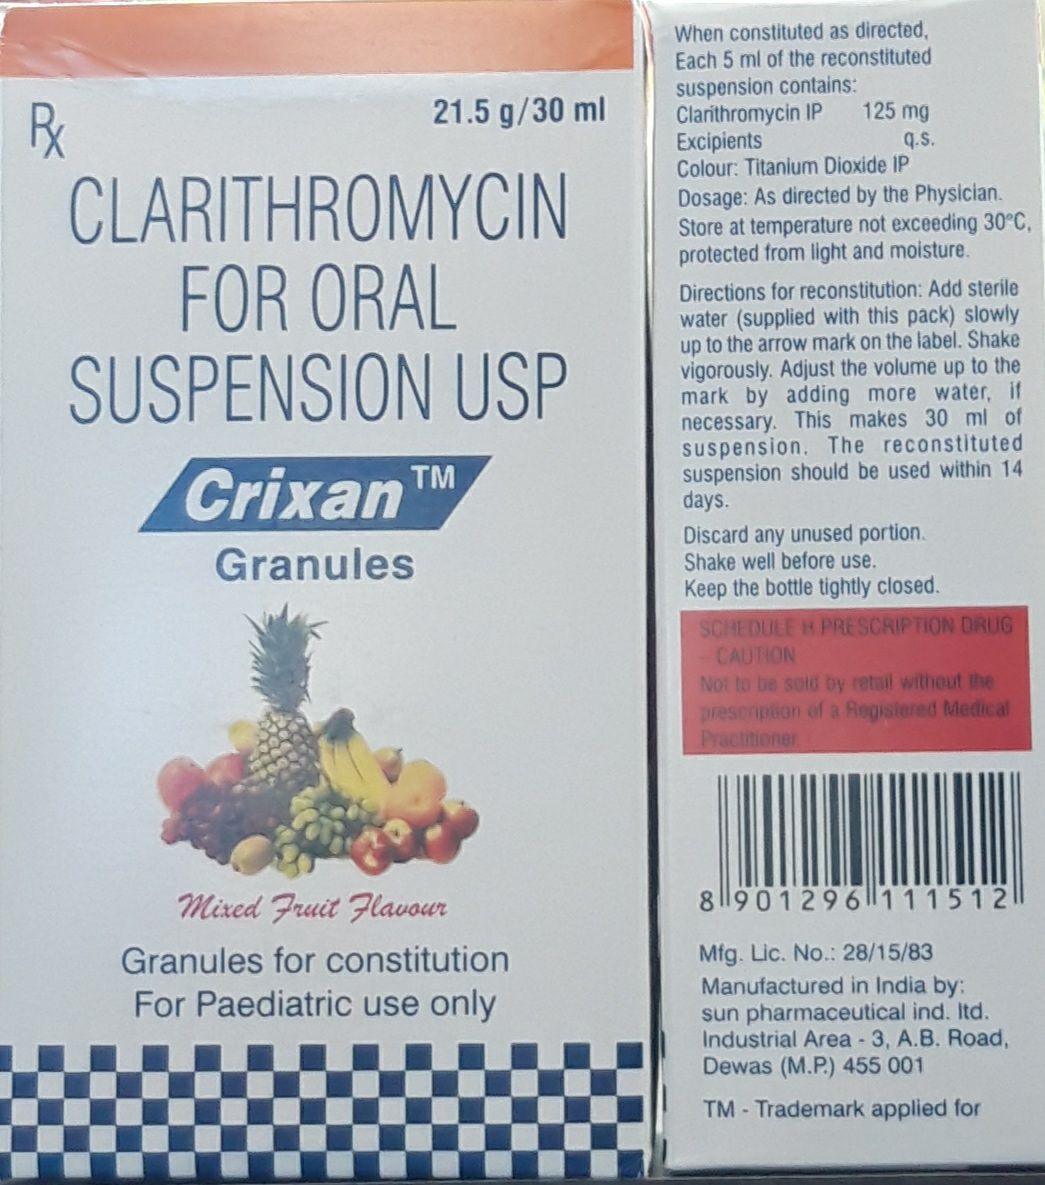 Rx
21.5 g/30 ml
CLARITHROMYCIN
FOR ORAL
SUSPENSION USP
Crixan™
Granules
Mixed Fruit Flavour
Granules for constitution
For Paediatric use only
When constituted as directed,
Each 5 ml of the reconstituted
suspension contains:
Clarithromycin IP 125 mg
Excipients q.s.
Colour: Titanium Dioxide IP
Dosage: As directed by the Physician.
Store at temperature not exceeding 30°C,
protected from light and moisture.
Directions for reconstitution: Add sterile
water (supplied with this pack) slowly
up to the arrow mark on the label. Shake
vigorously. Adjust the volume up to the
mark by adding more water, if
necessary. This makes 30 ml of
suspension. The reconstituted
suspension should be used within 14
days.
Discard any unused portion.
Shake well before use.
Keep the bottle tightly closed.
SCHEDULE H PRESCRIPTION DRUG
- CAUTION
Not to be sold by retail without the
prescription of a Registered Medical
Practitioner
8 901296 111512
Mfg. Lic. No.: 28/15/83
Manufactured in India by:
sun pharmaceutical ind. ltd.
Industrial Area - 3, A.B. Road,
Dewas (M.P.) 455 001
TM - Trademark applied for